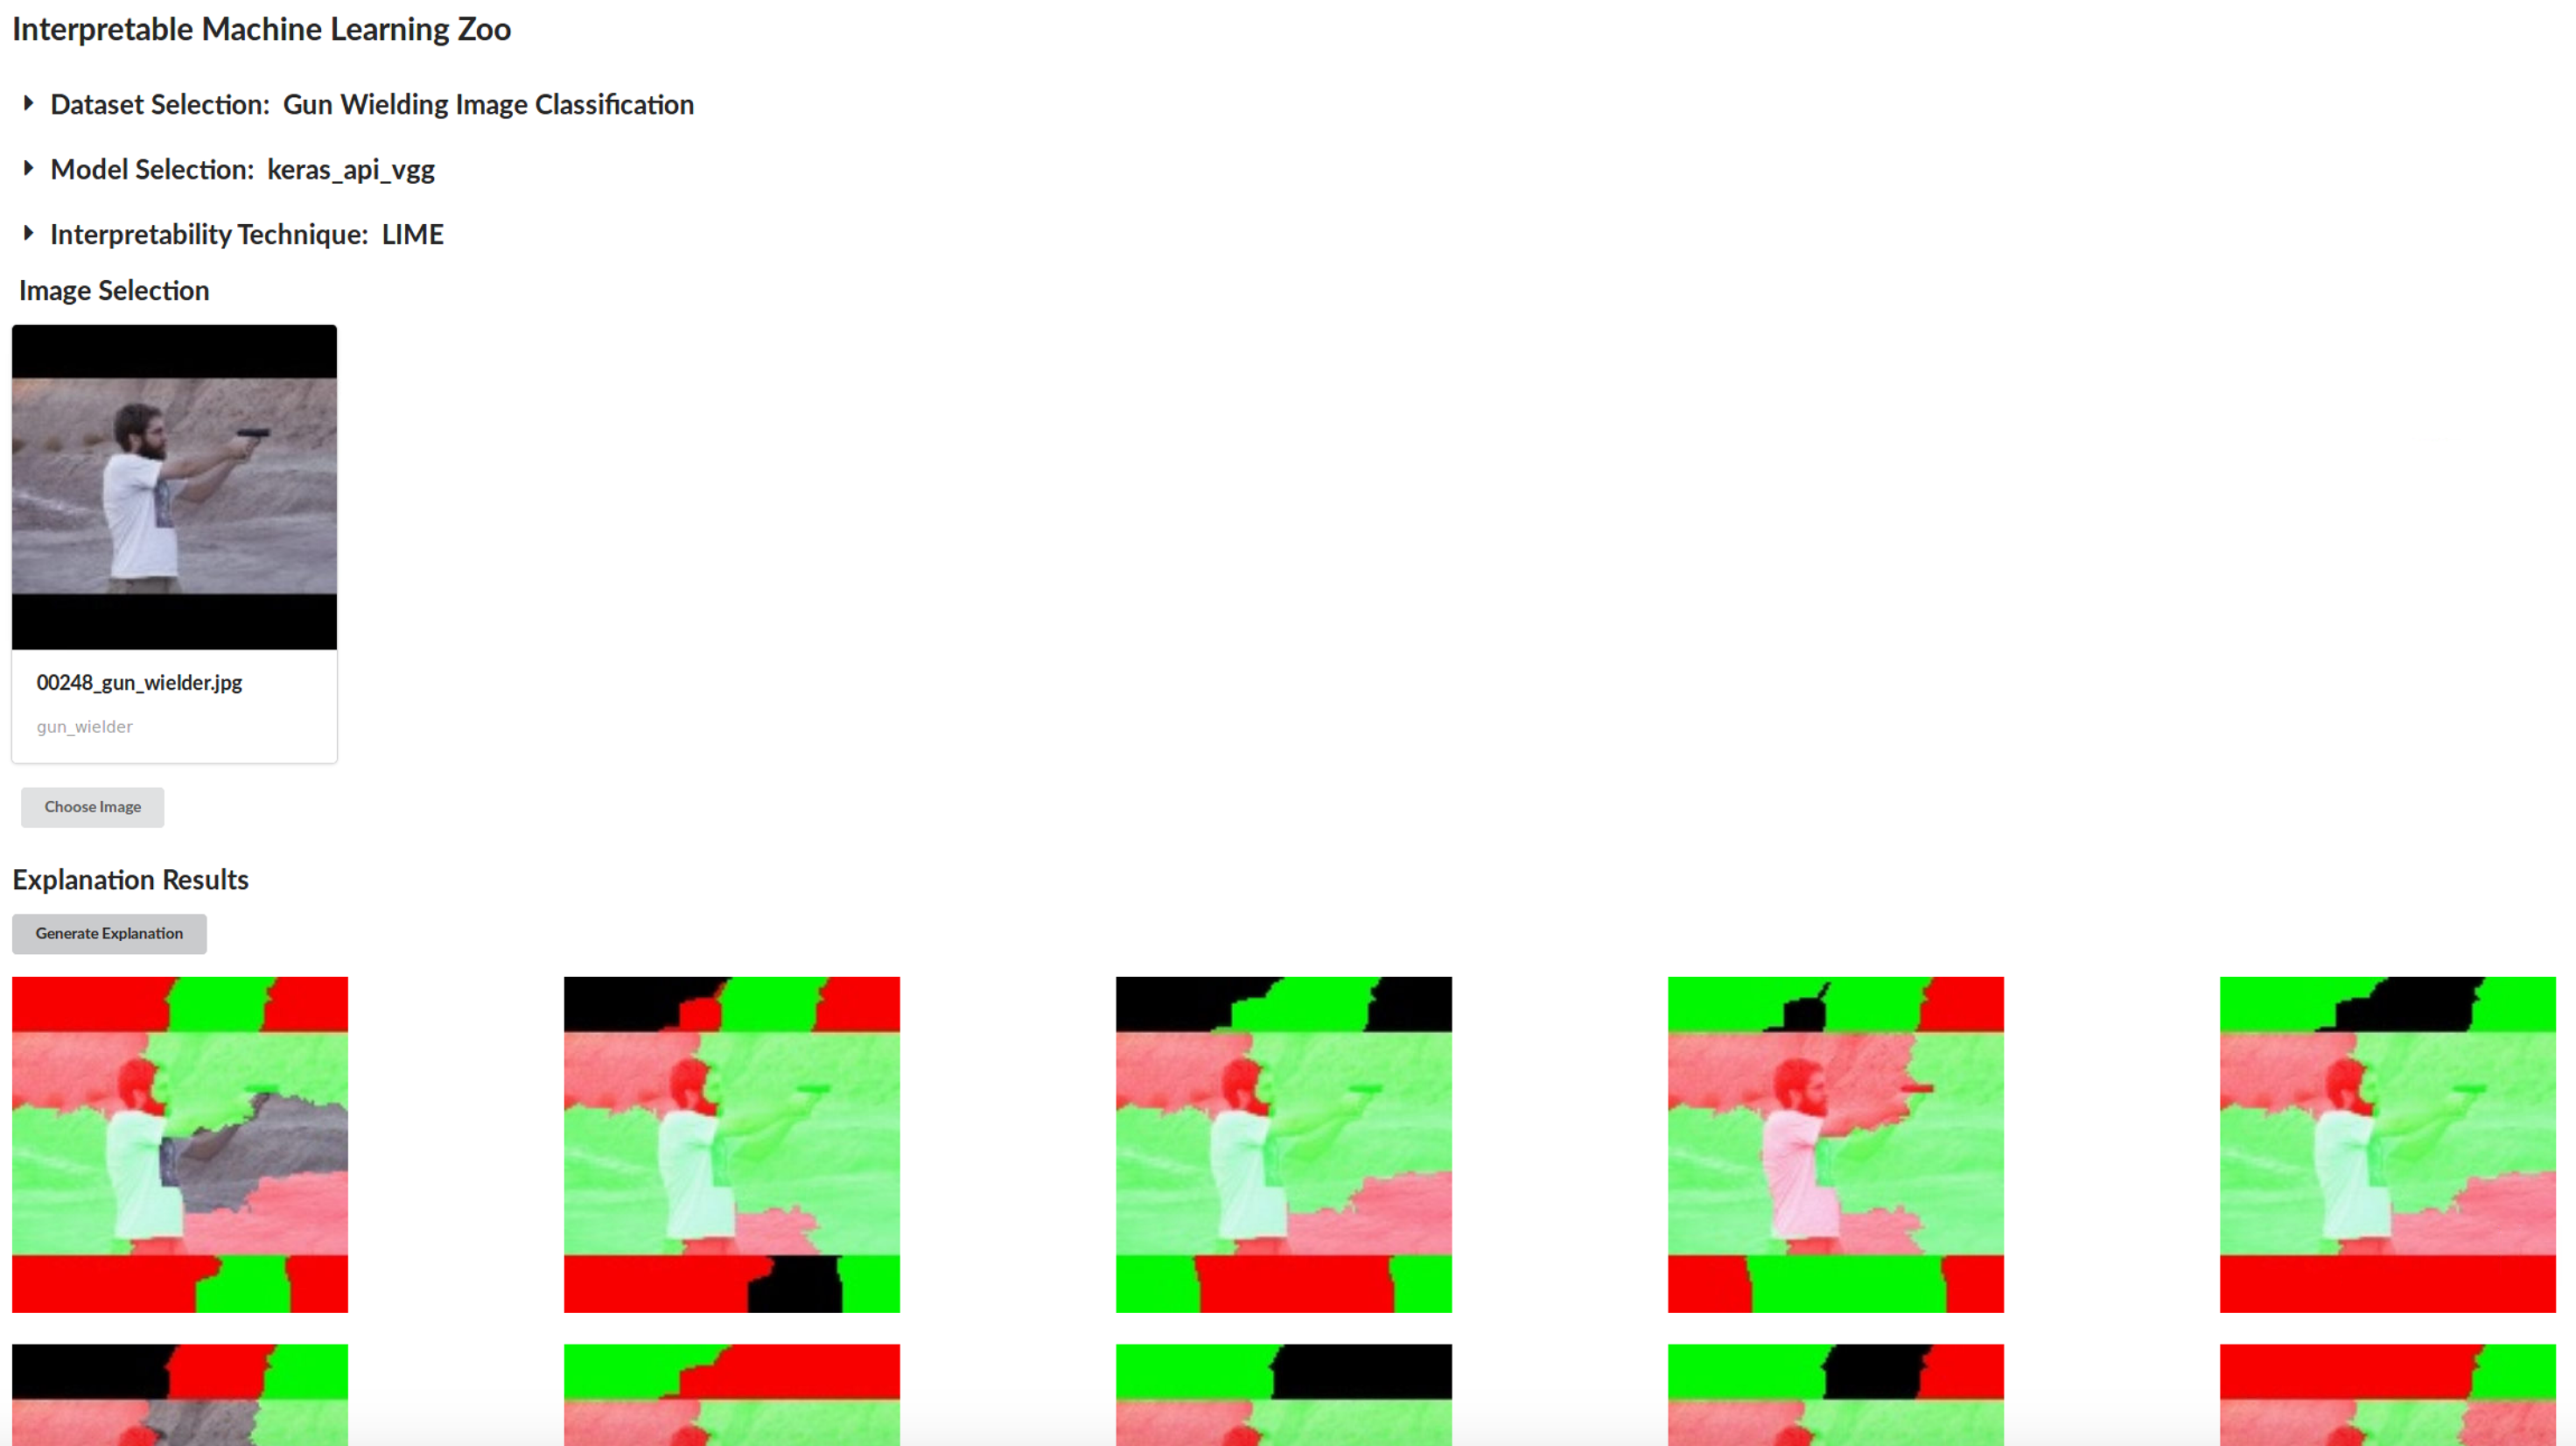 Interpretable Machine Learning Zoo
Dataset Selection: Gun Wielding Image Classification
Model Selection: keras_api_vgg
Interpretability Technique: LIME
Image Selection
00248_gun_wielder.jpg
gun_wielder
Choose Image
Explanation Results
Generate Explanation